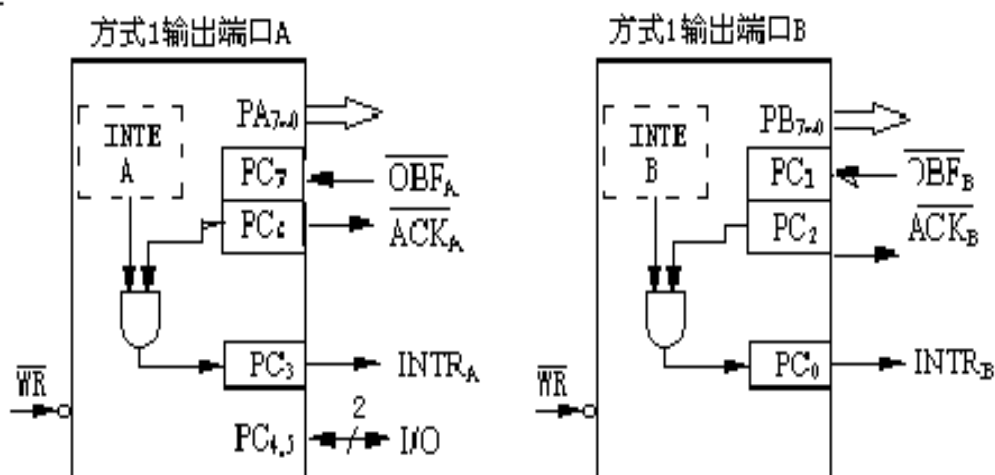 方式1输出端口A
PA7~0
INTE
A
PC7
OBFA
PC6
ACKA
PC3
INTRA
WR
2
PC4,5
I/O
方式1输出端口B
PB7~0
INTE
B
PC1
OBFB
PC2
ACKB
PC0
INTRB
WR